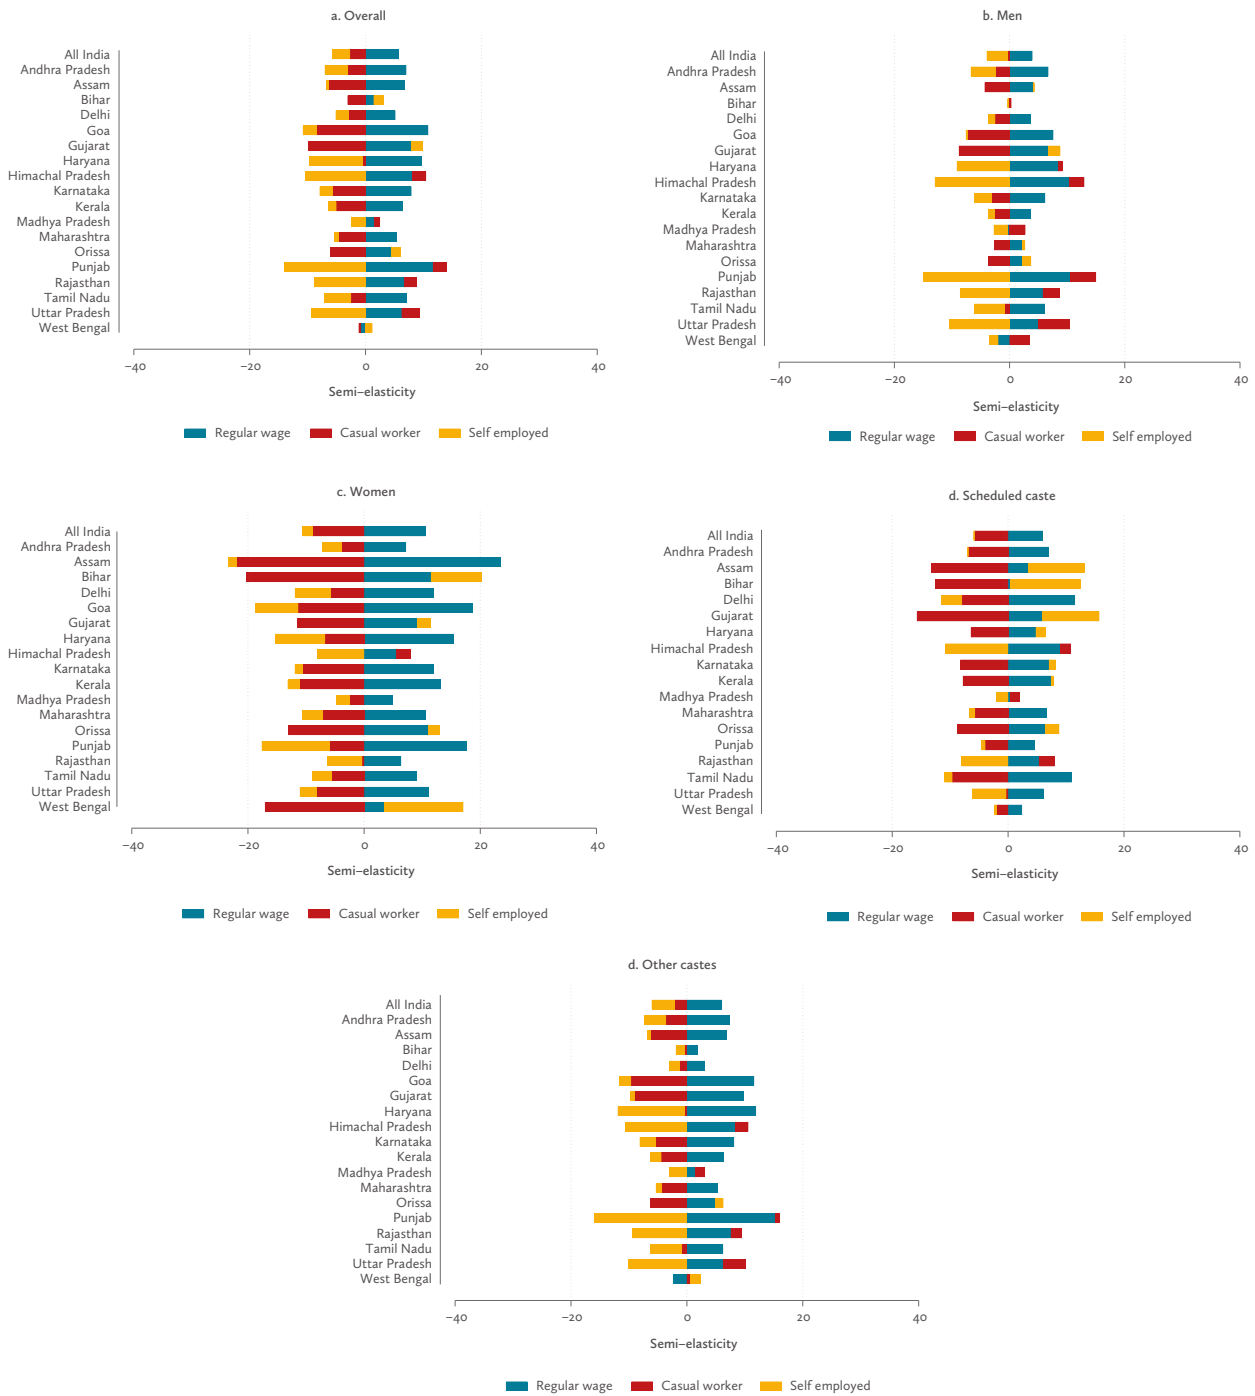 a. Overall
All India
Andhra Pradesh
Assam
Bihar
Delhi
Goa
Gujarat
Haryana
Himachal Pradesh
Karnataka
Kerala
Madhya Pradesh
Maharashtra
Orissa
Punjab
Rajasthan
Tamil Nadu
Uttar Pradesh
West Bengal
−40 −20 0 20 40
Semi−elasticity
Regular wage Casual worker Self employed
b. Men
All India
Andhra Pradesh
Assam
Bihar
Delhi
Goa
Gujarat
Haryana
Himachal Pradesh
Karnataka
Kerala
Madhya Pradesh
Maharashtra
Orissa
Punjab
Rajasthan
Tamil Nadu
Uttar Pradesh
West Bengal
−40 −20 0 20 40
Semi−elasticity
Regular wage Casual worker Self employed
c. Women
All India
Andhra Pradesh
Assam
Bihar
Delhi
Goa
Gujarat
Haryana
Himachal Pradesh
Karnataka
Kerala
Madhya Pradesh
Maharashtra
Orissa
Punjab
Rajasthan
Tamil Nadu
Uttar Pradesh
West Bengal
−40 −20 0 20 40
Semi−elasticity
Regular wage Casual worker Self employed
d. Scheduled caste
All India
Andhra Pradesh
Assam
Bihar
Delhi
Gujarat
Haryana
Himachal Pradesh
Karnataka
Kerala
Madhya Pradesh
Maharashtra
Orissa
Punjab
Rajasthan
Tamil Nadu
Uttar Pradesh
West Bengal
−40 −20 0 20 40
Semi−elasticity
Regular wage Casual worker Self employed
d. Other castes
All India
Andhra Pradesh
Assam
Bihar
Delhi
Goa
Gujarat
Haryana
Himachal Pradesh
Karnataka
Kerala
Madhya Pradesh
Maharashtra
Orissa
Punjab
Rajasthan
Tamil Nadu
Uttar Pradesh
West Bengal
−40 −20 0 20 40
Semi−elasticity
Regular wage Casual worker Self employed